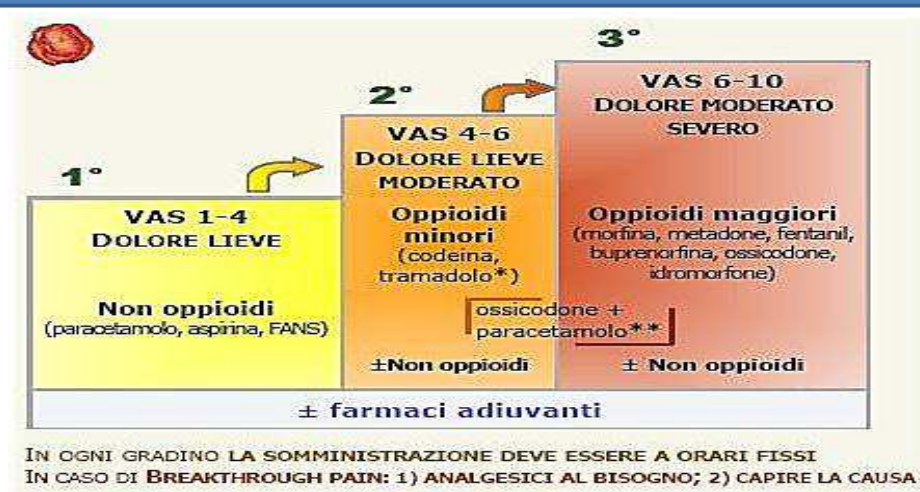 1°
VAS 1-4
DOLORE LIEVE
Non oppioidi
(paracetamolo, aspirina, FANS)
2°
VAS 4-6
DOLORE LIEVE
MODERATO
Oppioidi
minori
(codeina,
tramadolo*)
ossicodone +
paracetamolo**
±Non oppioidi
3°
VAS 6-10
DOLORE MODERATO
SEVERO
Oppioidi maggiori
(morfina, metadone, fentanil,
buprenorfina, ossicodone,
idromorfone)
± Non oppioidi
± farmaci adiuvanti
IN OGNI GRADINO LA SOMMINISTRAZIONE DEVE ESSERE A ORARI FISSI
IN CASO DI BREAKTHROUGH PAIN: 1) ANALGESICI AL BISOGNO; 2) CAPIRE LA CAUSA